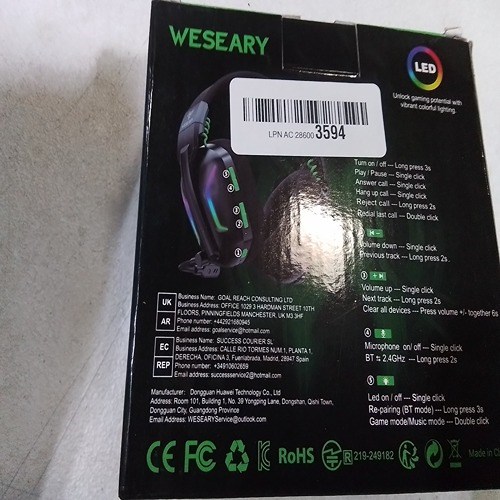 WESEARY
LED
Unlock gaming potential with
vibrant colorful lighting.
LPN AC 28600 3594
Turn on / off --- Long press 3s
Play / Pause --- Single click
Answer call --- Single click
Hang up call --- Single click
Reject call --- Long press 2s
Redial last call --- Double click
Volume down --- Single click
Previous track --- Long press 2s
3
Volume up --- Single click
Next track --- Long press 2s
Clear all devices --- Press volume +/- together 6s
4
Microphone on/ off --- Single click
BT ⇆ 2.4GHz --- Long press 2s
5
Led on / off --- Single click
Re-pairing (BT mode) --- Long press 3s
Game mode/Music mode --- Double click
5
4
3
2
1
UK
AR
Business Name: GOAL REACH CONSULTING LTD
Business Address: OFFICE 1029 3 HARDMAN STREET 10TH
FLOORS, PINNINGFIELDS MANCHESTER, UK M3 3HF
Phone number: +442921680945
Email address: goalservice@hotmail.com
EC
REP
Business Name: SUCCESS COURIER SL
Business Address: CALLE RIO TORMES NUM.1, PLANTA 1,
DERECHA, OFICINA 3, Fuenlabrada, Madrid, 28947 Spain
Phone number: +34910602659
Email address: successservice2@hotmail.com
Manufacturer: Dongguan Huawei Technology Co., Ltd
Address: Room 101, Building 1, No. 39 Yongping Lane, Dongshan, Qishi Town,
Dongguan City, Guangdong Province
Email Address: WESEARYService@outlook.com
CE FC RoHS R 219-249182 Made in